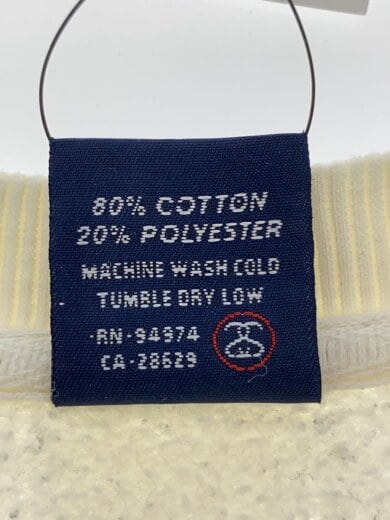 80% COTTON
20% POLYESTER
MACHINE WASH COLD
TUMBLE DRY LOW
RN-94974
CA-28629